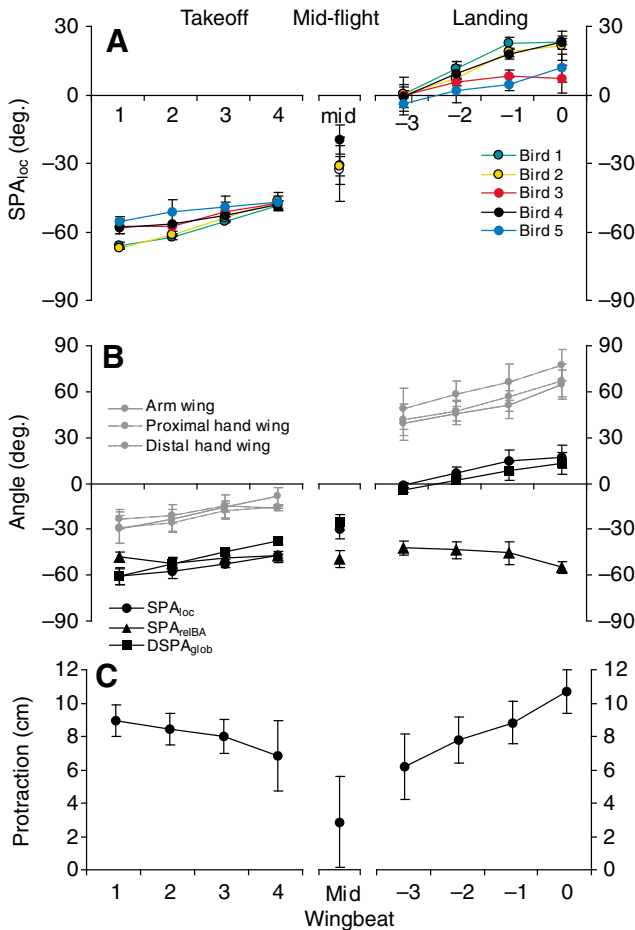 Takeoff Mid-flight Landing
A
30 30
0 0
1 2 3 4 mid −3 −2 −1 0
−30 −30
−60 −60
−90 −90
SPAloc (deg.)
Bird 1
Bird 2
Bird 3
Bird 4
Bird 5
B
90 90
60 60
30 30
0 0
−30 −30
−60 −60
−90 −90
Angle (deg.)
Arm wing
Proximal hand wing
Distal hand wing
SPAloc
SPArelBA
DSPAglob
C
12 12
10 10
8 8
6 6
4 4
2 2
0 0
Protraction (cm)
1 2 3 4 Mid −3 −2 −1 0
Wingbeat